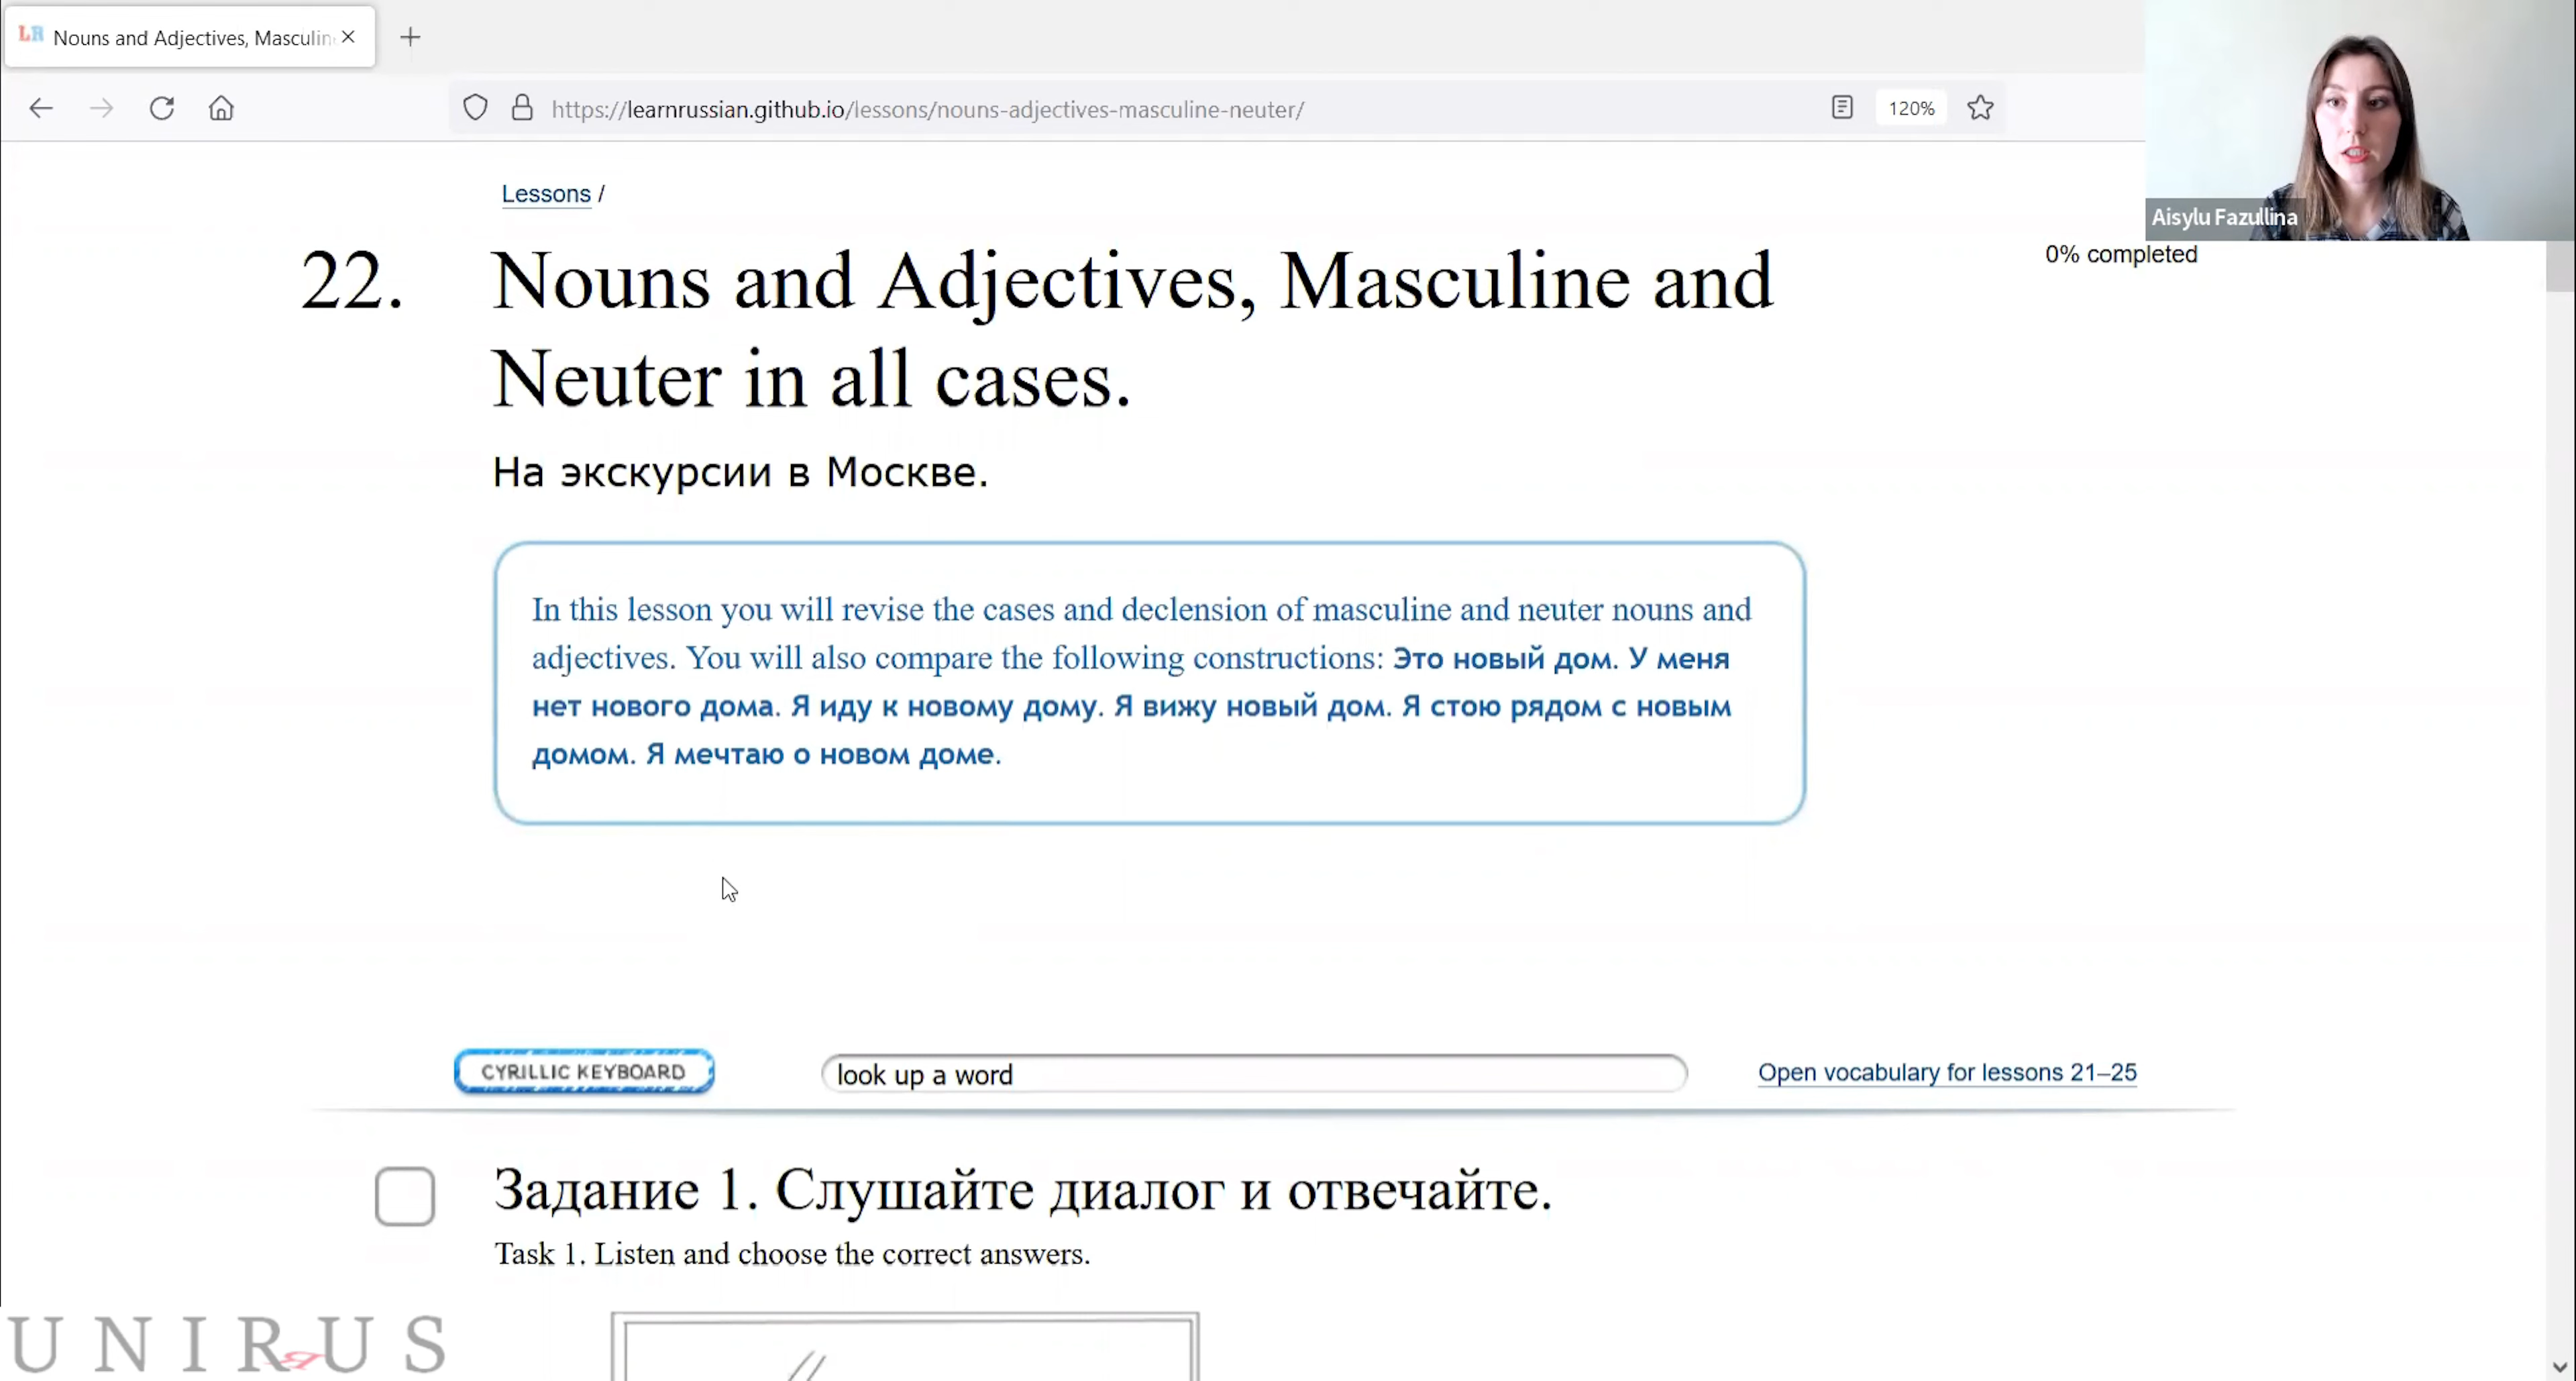 Nouns and Adjectives, Masculin
https://learnrussian.github.io/lessons/nouns-adjectives-masculine-neuter/
120%
Aisylu Fazullina
Lessons /
0% completed
22. Nouns and Adjectives, Masculine and
Neuter in all cases.
На экскурсии в Москве.
In this lesson you will revise the cases and declension of masculine and neuter nouns and
adjectives. You will also compare the following constructions: Это новый дом. У меня
нет нового дома. Я иду к новому дому. Я вижу новый дом. Я стою рядом с новым
домом. Я мечтаю о новом доме.
CYRILLIC KEYBOARD
look up a word
Open vocabulary for lessons 21–25
Задание 1. Слушайте диалог и отвечайте.
Task 1. Listen and choose the correct answers.
UNIRUS